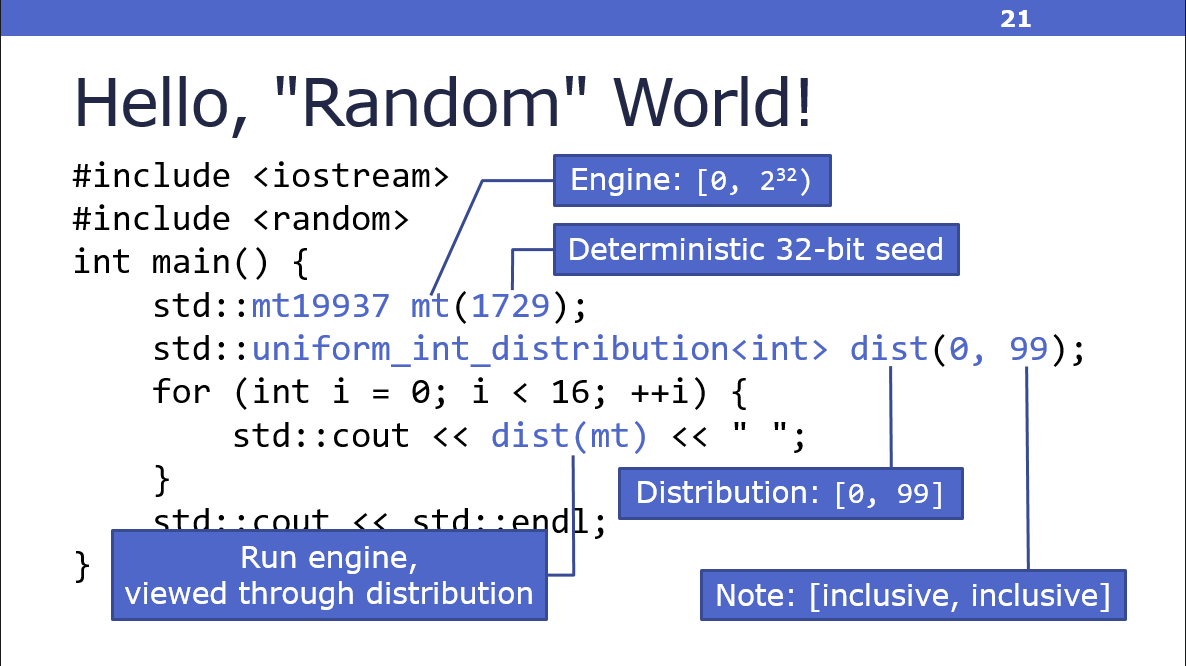 21
Hello, "Random" World!
#include <iostream>
#include <random>
int main() {
    std::mt19937 mt(1729);
    std::uniform_int_distribution<int> dist(0, 99);
    for (int i = 0; i < 16; ++i) {
        std::cout << dist(mt) << " ";
    }
    std::cout << std::endl;
}
Engine: [0, 2³²)
Deterministic 32-bit seed
Distribution: [0, 99]
Run engine,
viewed through distribution
Note: [inclusive, inclusive]